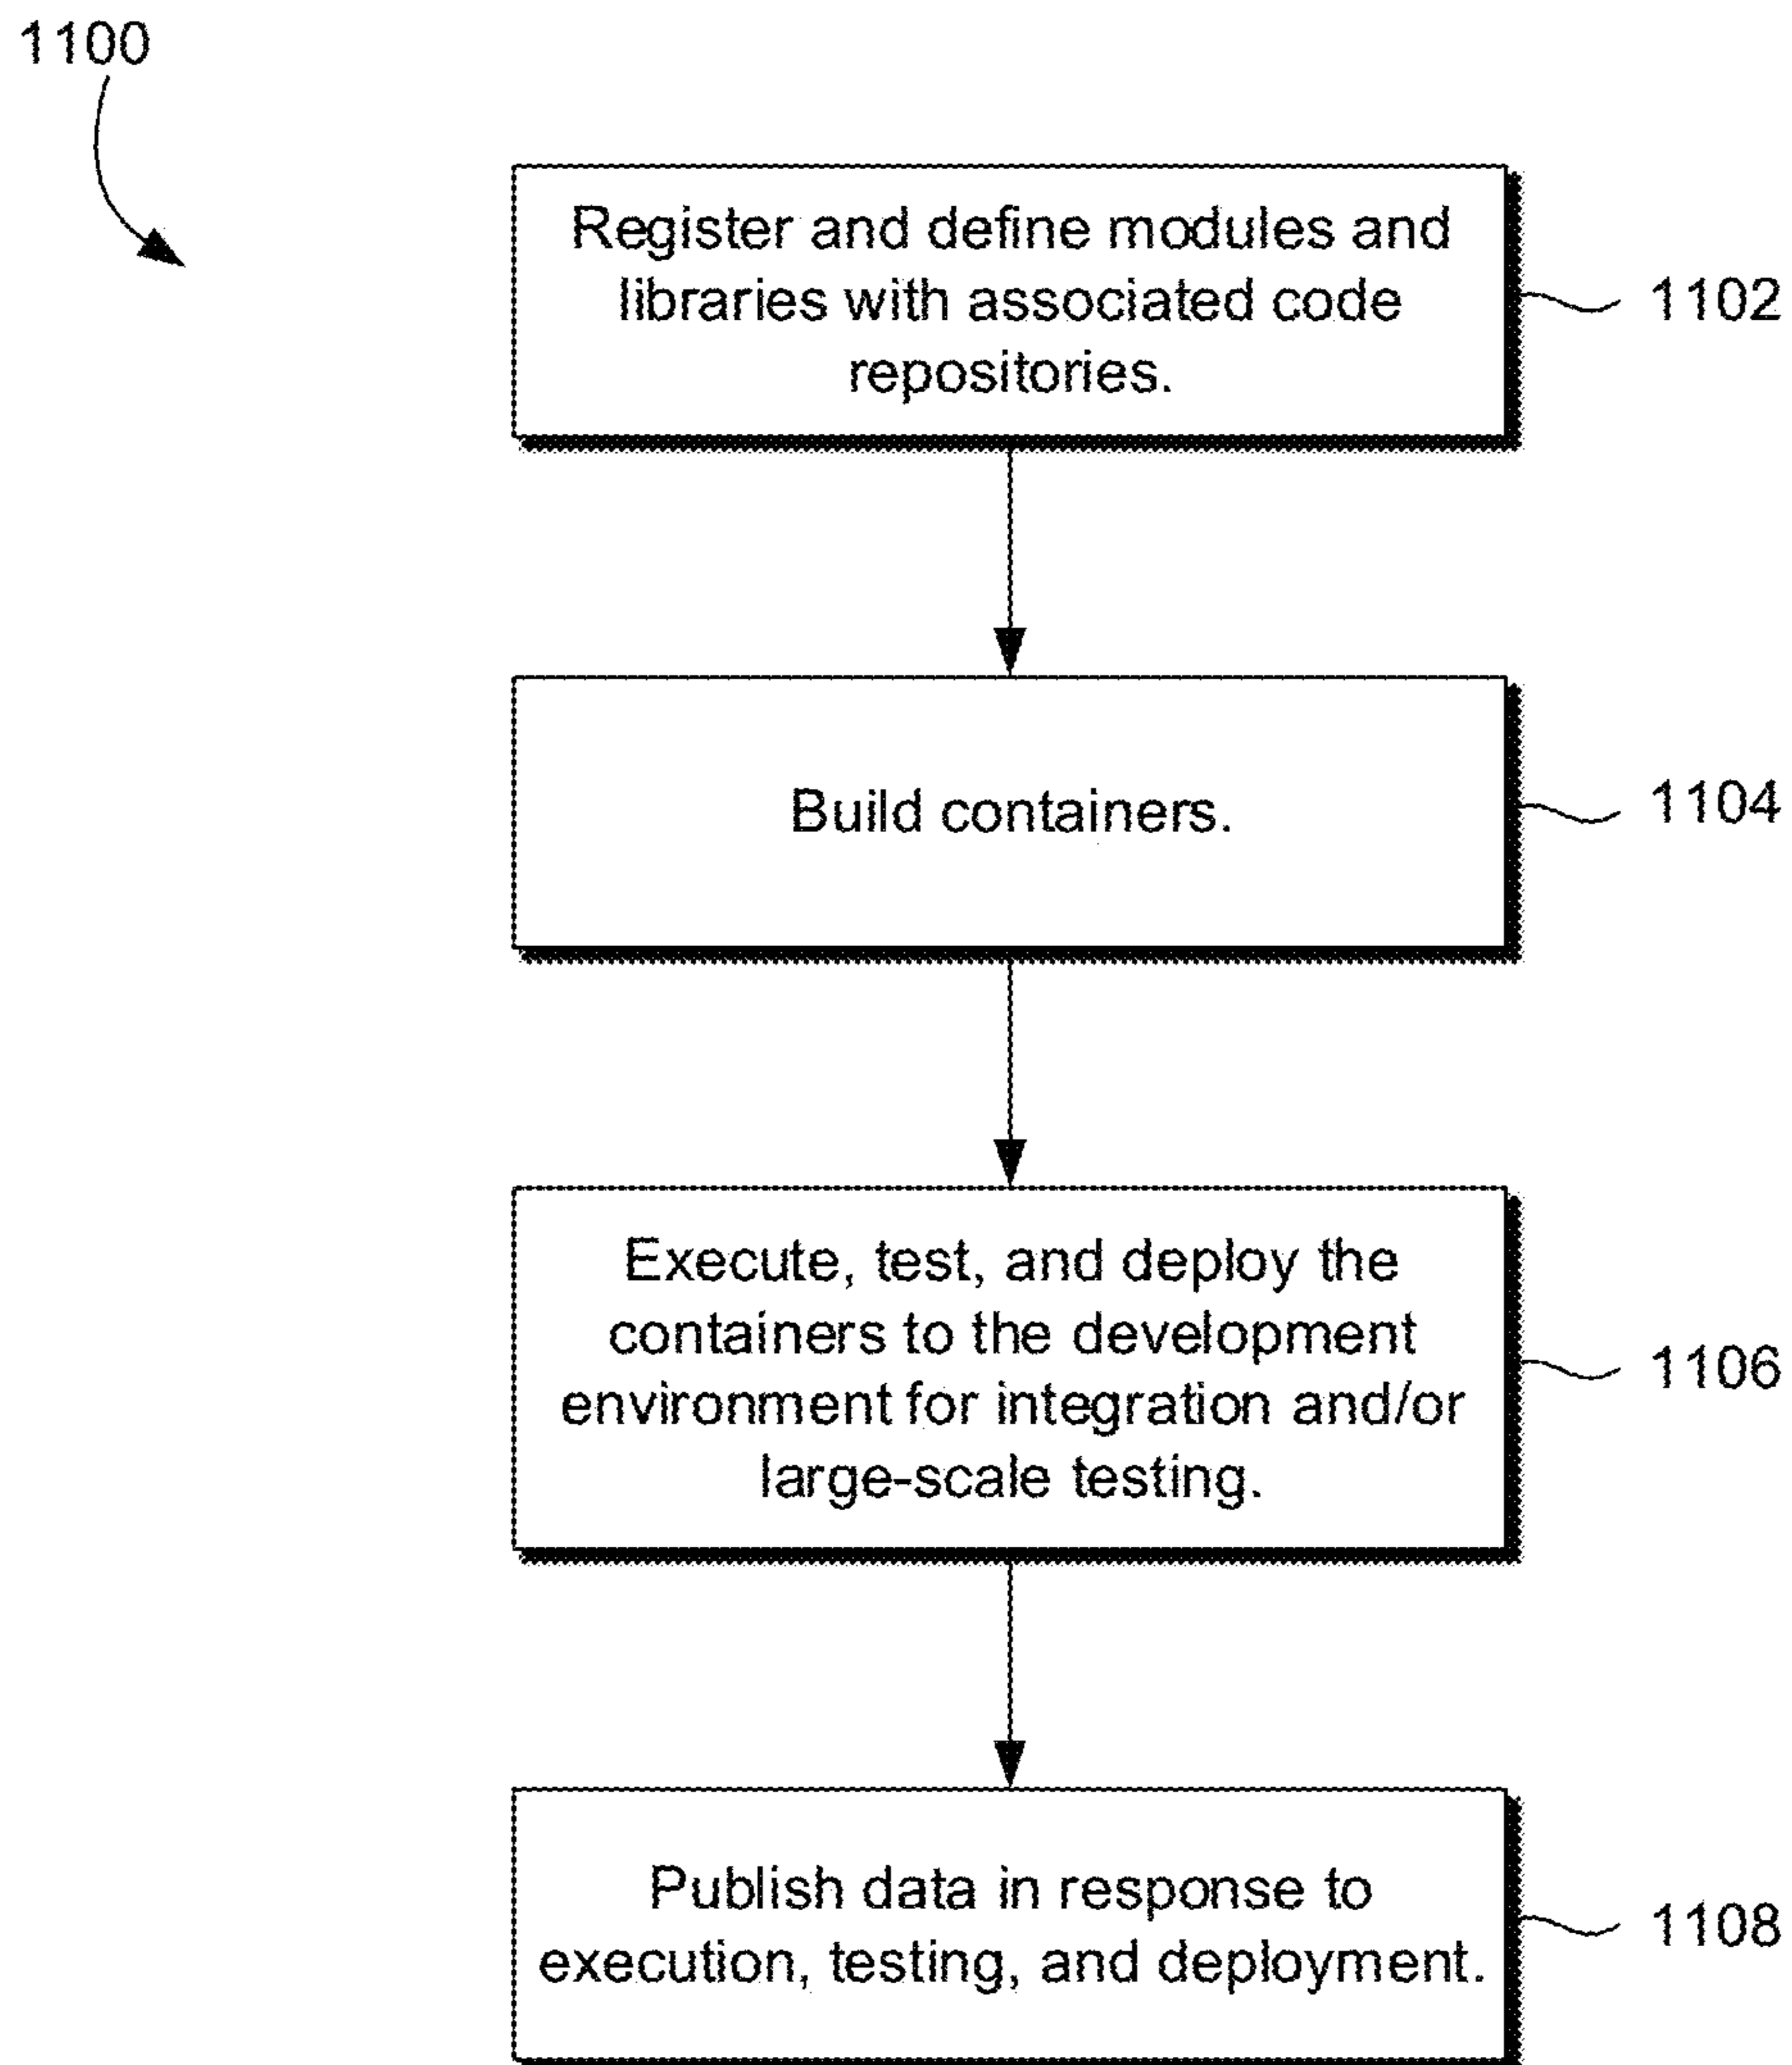 1100
Register and define modules and
libraries with associated code
repositories.
1102
Build containers.
1104
Execute, test, and deploy the
containers to the development
environment for integration and/or
large-scale testing.
1106
Publish data in response to
execution, testing, and deployment.
1108